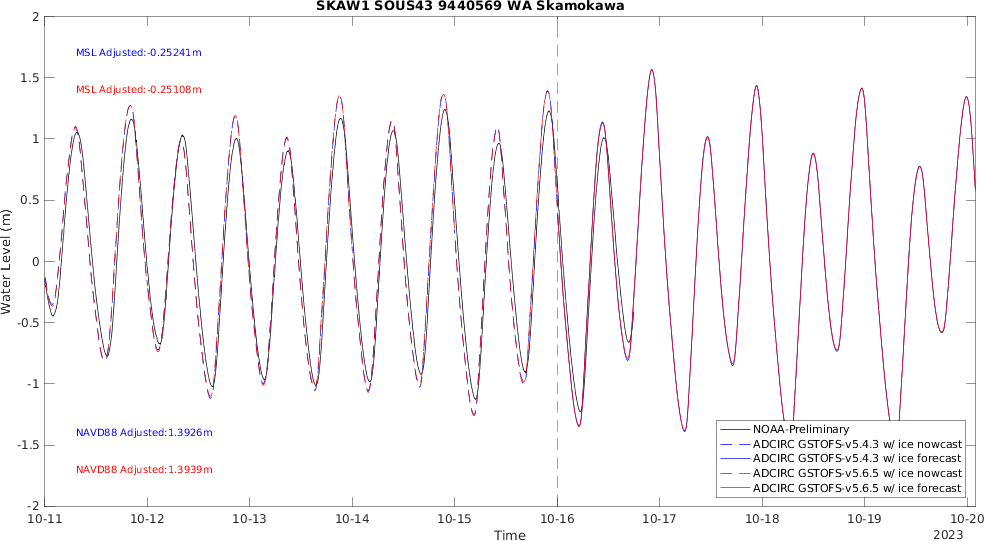 SKAW1 SOUS43 9440569 WA Skamokawa
2
1.5
1
0.5
0
-0.5
-1
-1.5
-2
Water Level (m)
MSL Adjusted:-0.25241m
MSL Adjusted:-0.25108m
NAVD88 Adjusted:1.3926m
NAVD88 Adjusted:1.3939m
NOAA-Preliminary
ADCIRC GSTOFS-v5.4.3 w/ ice nowcast
ADCIRC GSTOFS-v5.4.3 w/ ice forecast
ADCIRC GSTOFS-v5.6.5 w/ ice nowcast
ADCIRC GSTOFS-v5.6.5 w/ ice forecast
10-11 10-12 10-13 10-14 10-15 10-16 10-17 10-18 10-19 10-20
Time
2023